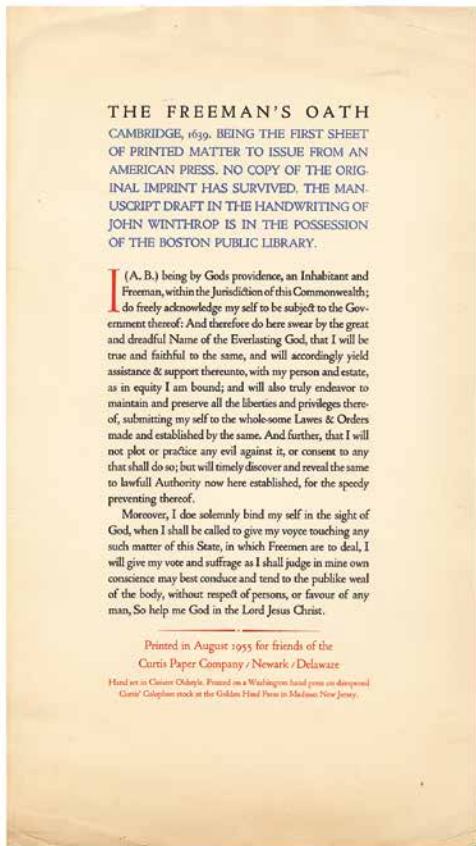 THE FREEMAN'S OATH
CAMBRIDGE, 1639. BEING THE FIRST SHEET
OF PRINTED MATTER TO ISSUE FROM AN
AMERICAN PRESS. NO COPY OF THE ORIG-
INAL IMPRINT HAS SURVIVED. THE MAN-
USCRIPT DRAFT IN THE HANDWRITING OF
JOHN WINTHROP IS IN THE POSSESSION
OF THE BOSTON PUBLIC LIBRARY.
I (A. B.) being by Gods providence, an Inhabitant and
Freeman, within the Jurisdiction of this Commonwealth;
do freely acknowledge my self to be subject to the Gov-
ernment thereof: And therefore do here swear by the great
and dreadful Name of the Everlasting God, that I will be
true and faithful to the same, and will accordingly yield
assistance & support thereunto, with my person and estate,
as in equity I am bound; and will also truly endeavor to
maintain and preserve all the liberties and privileges there-
of, submitting my self to the whole-some Lawes & Orders
made and established by the same. And further, that I will
not plot or practice any evil against it, or consent to any
that shall do so; but will timely discover and reveal the same
to lawfull Authority now here established, for the speedy
preventing thereof.
Moreover, I doe solemnly bind my self in the sight of
God, when I shall be called to give my voyce touching any
such matter of this State, in which Freemen are to deal, I
will give my vote and suffrage as I shall judge in mine own
conscience may best conduce and tend to the publike weal
of the body, without respect of persons, or favour of any
man, So help me God in the Lord Jesus Christ.
Printed in August 1955 for friends of the
Curtis Paper Company / Newark / Delaware
Hand set in Cloister Oldstyle. Printed on a Washington hand press on dampened
Curtis' Colophon stock at the Golden Hind Press in Madison New Jersey.